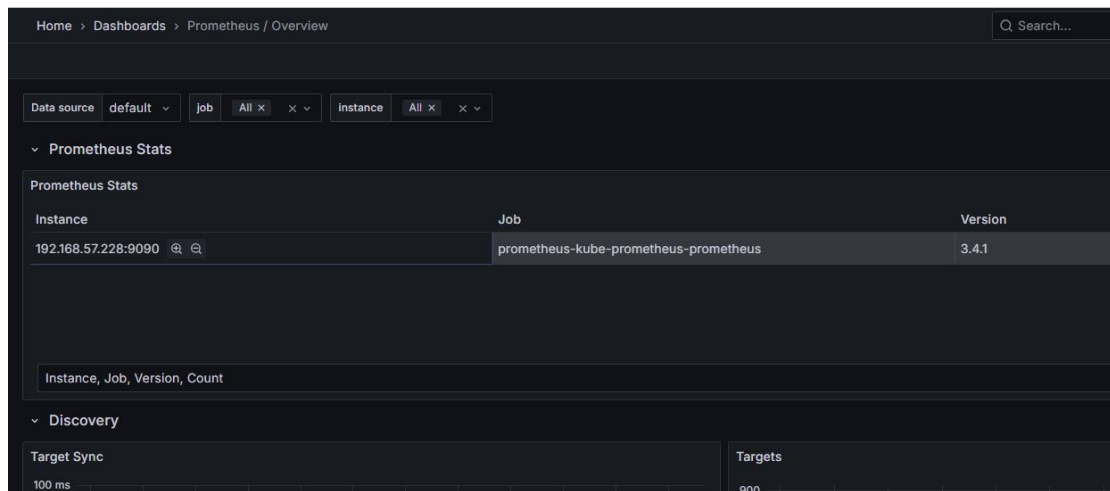 Home > Dashboards > Prometheus / Overview
Search...
Data source default job All × instance All ×
Prometheus Stats
Prometheus Stats
Instance Job Version
192.168.57.228:9090 prometheus-kube-prometheus-prometheus 3.4.1
Instance, Job, Version, Count
Discovery
Target Sync Targets
100 ms 900